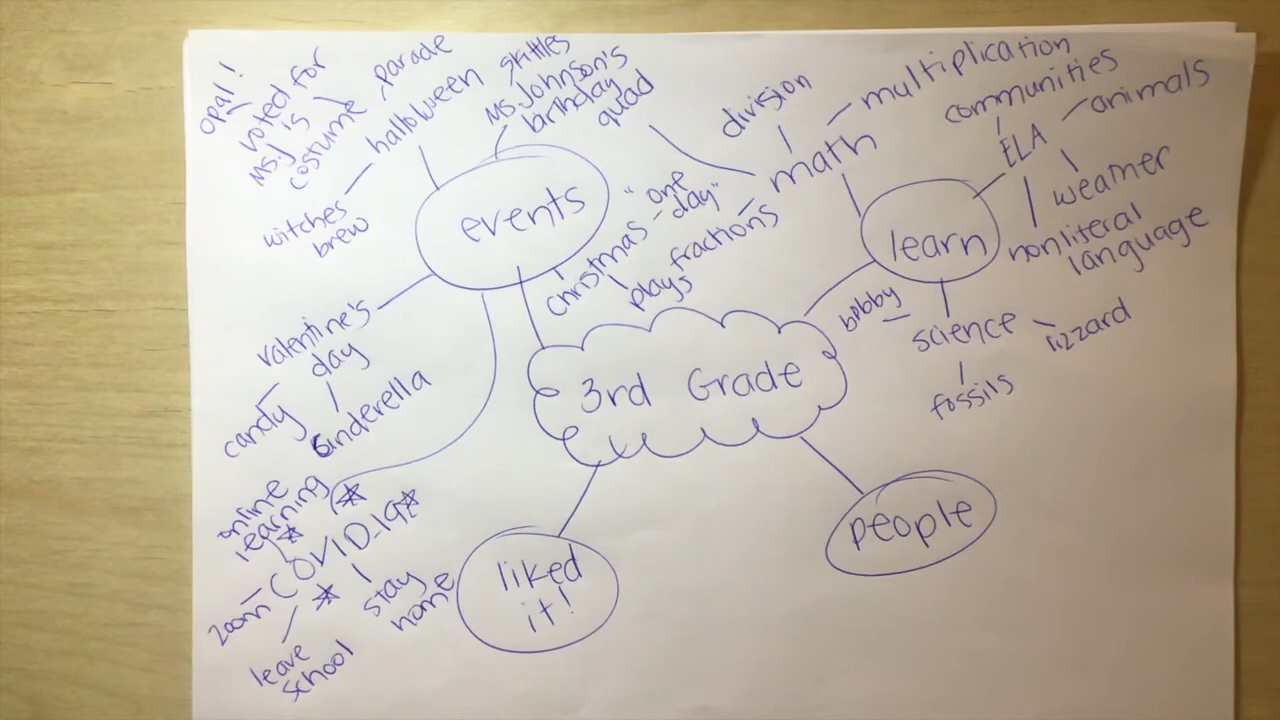 opal!
voted for
Ms.J is
costume
parade
halloween
witches
brew
skittles
Ms. Johnson's
birthday
quad
events
christmas
"one
day"
plays
valentine's
day
candy
cinderella
online
learning
COVID-19
zoom
stay
home
leave
school
division
multiplication
math
fractions
communities
animals
ELA
weather
nonliteral
language
learn
bobby
science
lizzard
fossils
3rd Grade
liked
it!
people